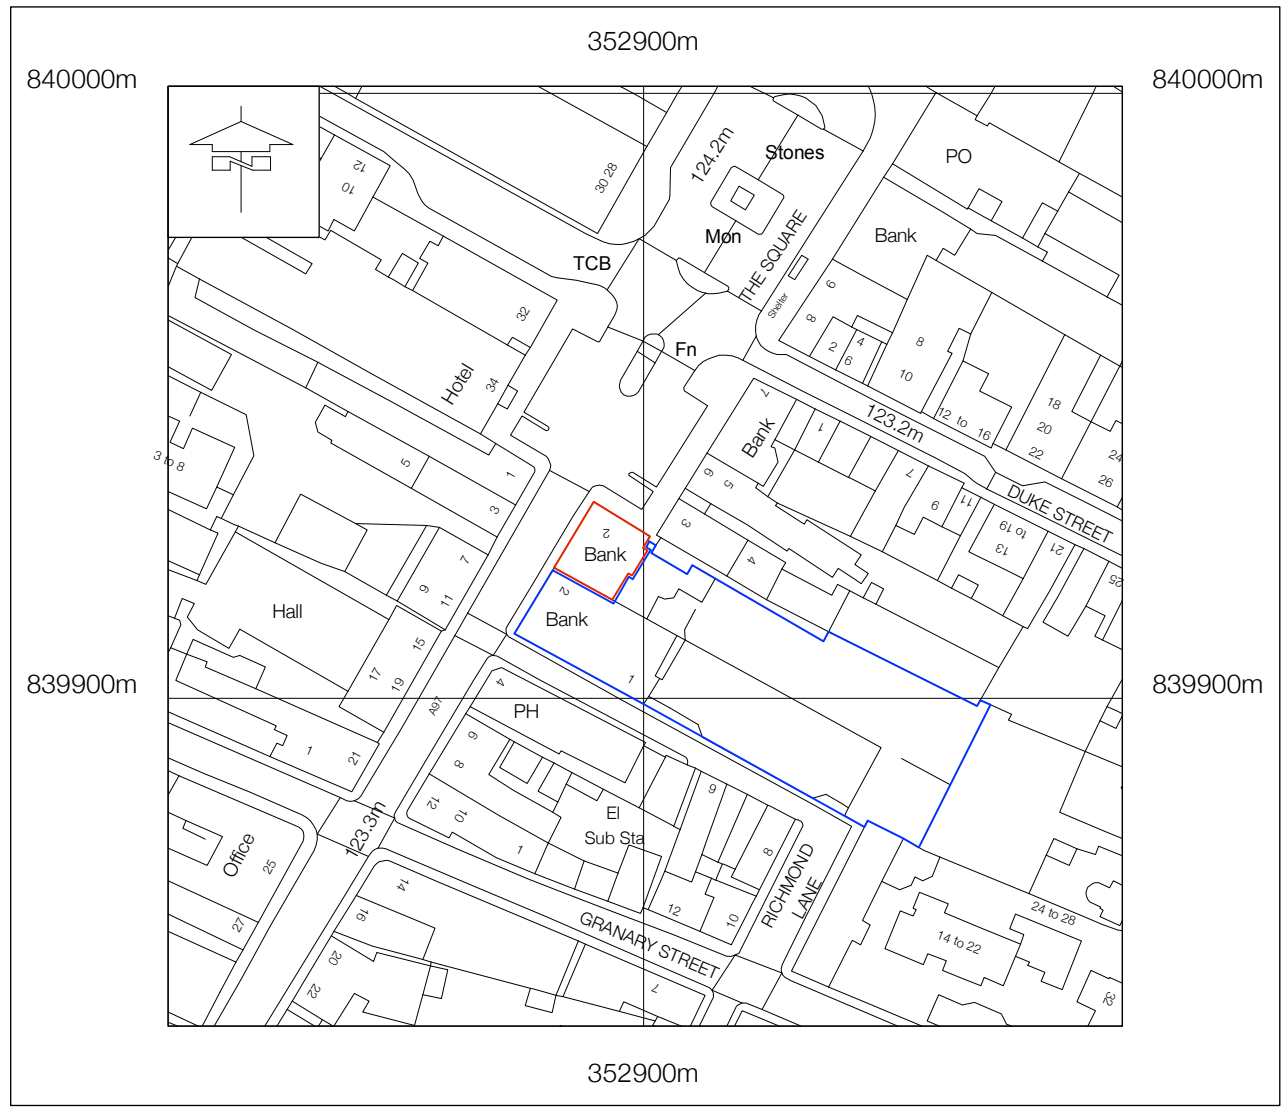 352900m
840000m
840000m
124.2m
Stones
PO
12
10
30 28
Mon
THE SQUARE
Bank
TCB
6
Shelter
8
32
2
4
6
8
10
Fn
Hotel
34
7
Bank
1
123.2m
12 to 16
18
20
22
24
26
3 to 8
5
1
3
6
5
7
9
11
DUKE STREET
13
to 19
21
25
2
Bank
3
4
7
9
11
2
Bank
Hall
15
17
19
1
839900m
839900m
4
PH
A97
1
21
6
8
12
10
1
El
Sub Sta
9
8
123.3m
Office
25
27
RICHMOND
LANE
14
16
20
22
GRANARY STREET
12
10
7
24 to 28
14 to 22
32
352900m